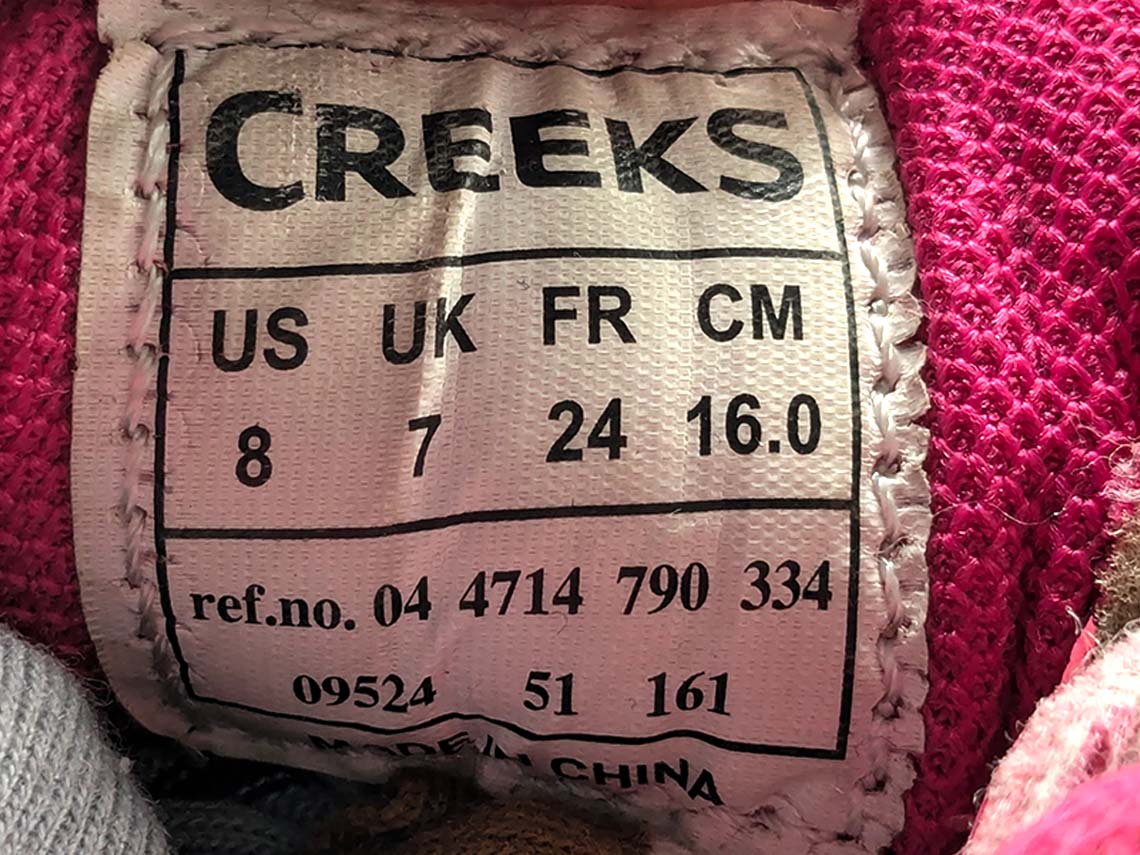 CREEKS
US UK FR CM
8 7 24 16.0
ref.no. 04 4714 790 334
09524 51 161
MADE IN CHINA